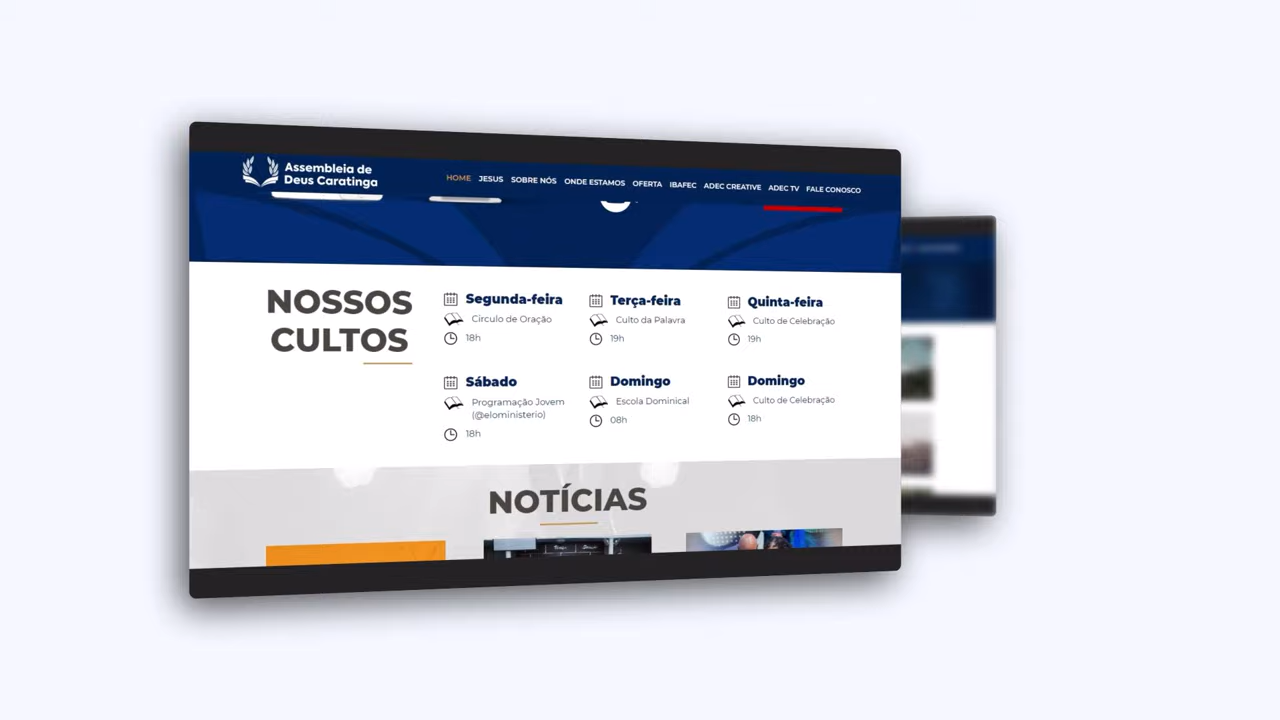 Assembleia de
Deus Caratinga
HOME JESUS SOBRE NÓS ONDE ESTAMOS OFERTA IBAFEC ADEC CREATIVE ADEC TV FALE CONOSCO
NOSSOS
CULTOS
Segunda-feira
Circulo de Oração
18h
Terça-feira
Culto da Palavra
19h
Quinta-feira
Culto de Celebração
19h
Sábado
Programação Jovem
(@eloministerio)
18h
Domingo
Escola Dominical
08h
Domingo
Culto de Celebração
18h
NOTÍCIAS